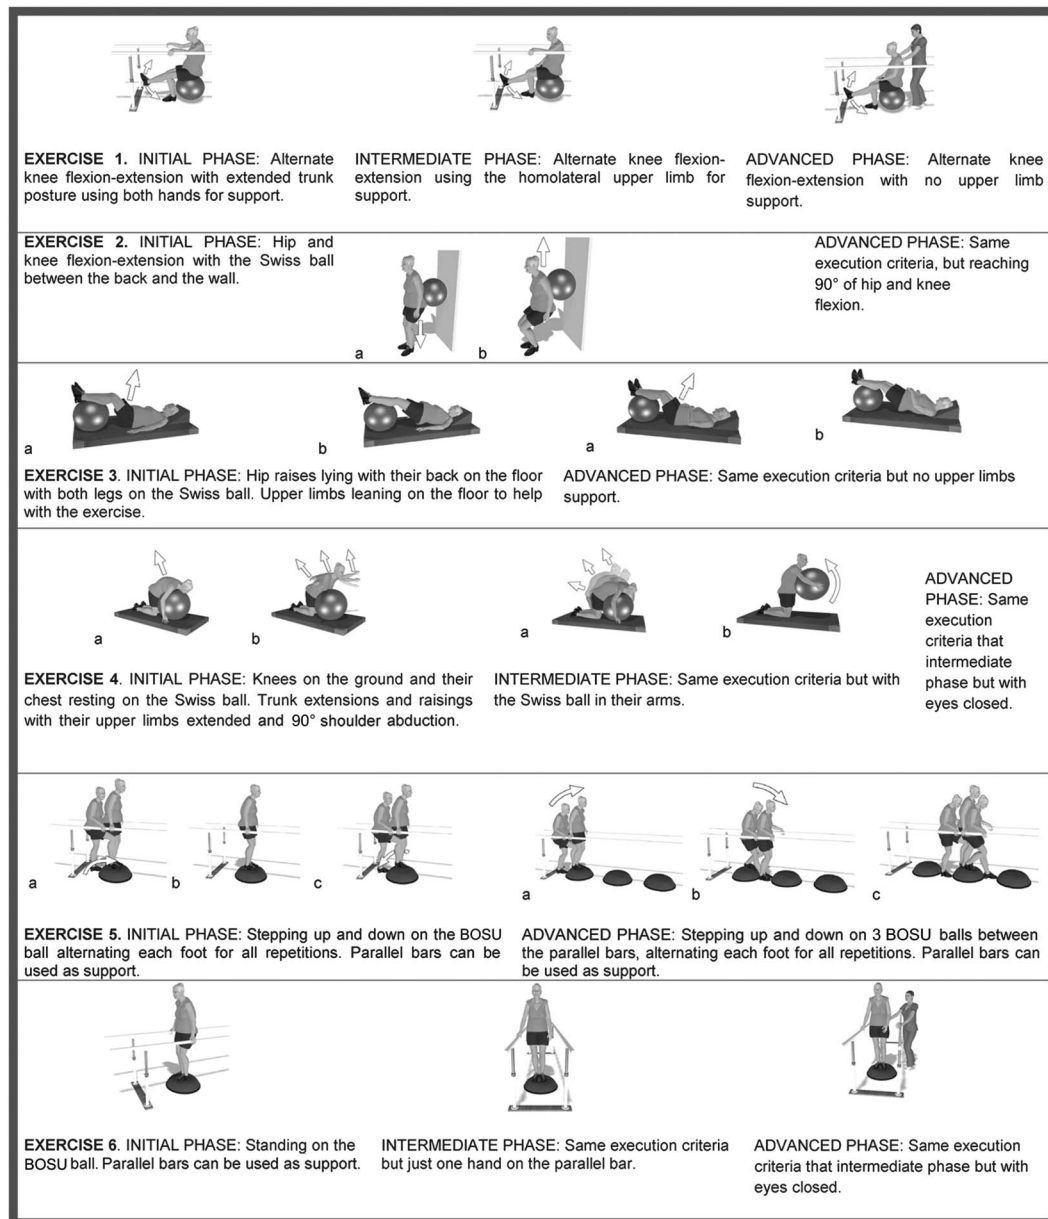 EXERCISE 1. INITIAL PHASE: Alternate
knee flexion-extension with extended trunk
posture using both hands for support.
INTERMEDIATE PHASE: Alternate knee flexion-
extension using the homolateral upper limb for
support.
ADVANCED PHASE: Alternate knee
flexion-extension with no upper limb
support.
EXERCISE 2. INITIAL PHASE: Hip and
knee flexion-extension with the Swiss ball
between the back and the wall.
a
b
ADVANCED PHASE: Same
execution criteria, but reaching
90° of hip and knee
flexion.
a
b
a
b
EXERCISE 3. INITIAL PHASE: Hip raises lying with their back on the floor
with both legs on the Swiss ball. Upper limbs leaning on the floor to help
with the exercise.
ADVANCED PHASE: Same execution criteria but no upper limbs
support.
a
b
a
b
EXERCISE 4. INITIAL PHASE: Knees on the ground and their
chest resting on the Swiss ball. Trunk extensions and raisings
with their upper limbs extended and 90° shoulder abduction.
INTERMEDIATE PHASE: Same execution criteria but with
the Swiss ball in their arms.
ADVANCED
PHASE: Same
execution
criteria that
intermediate
phase but with
eyes closed.
a
b
c
a
b
c
EXERCISE 5. INITIAL PHASE: Stepping up and down on the BOSU
ball alternating each foot for all repetitions. Parallel bars can be
used as support.
ADVANCED PHASE: Stepping up and down on 3 BOSU balls between
the parallel bars, alternating each foot for all repetitions. Parallel bars can
be used as support.
EXERCISE 6. INITIAL PHASE: Standing on the
BOSU ball. Parallel bars can be used as support.
INTERMEDIATE PHASE: Same execution criteria
but just one hand on the parallel bar.
ADVANCED PHASE: Same execution
criteria that intermediate phase but with
eyes closed.